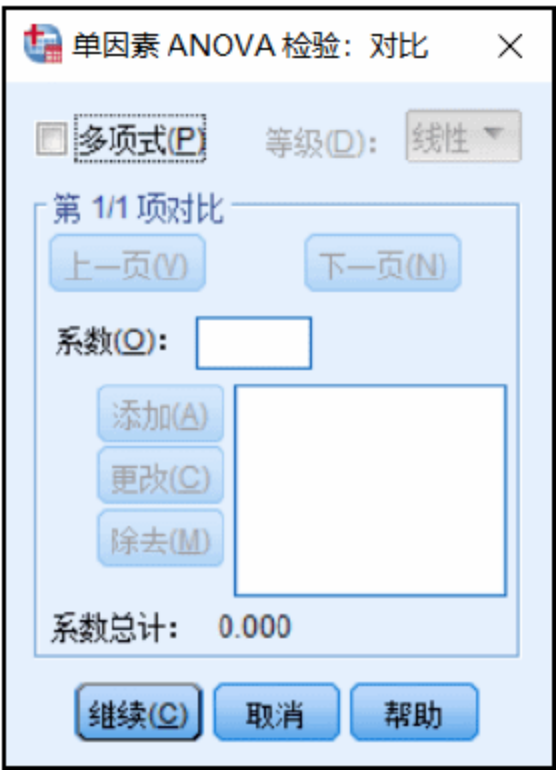 单因素 ANOVA 检验：对比
多项式(P) 等级(D)： 线性
第 1/1 项对比
上一页(V) 下一页(N)
系数(O)：
添加(A)
更改(C)
除去(M)
系数总计： 0.000
继续(C) 取消 帮助